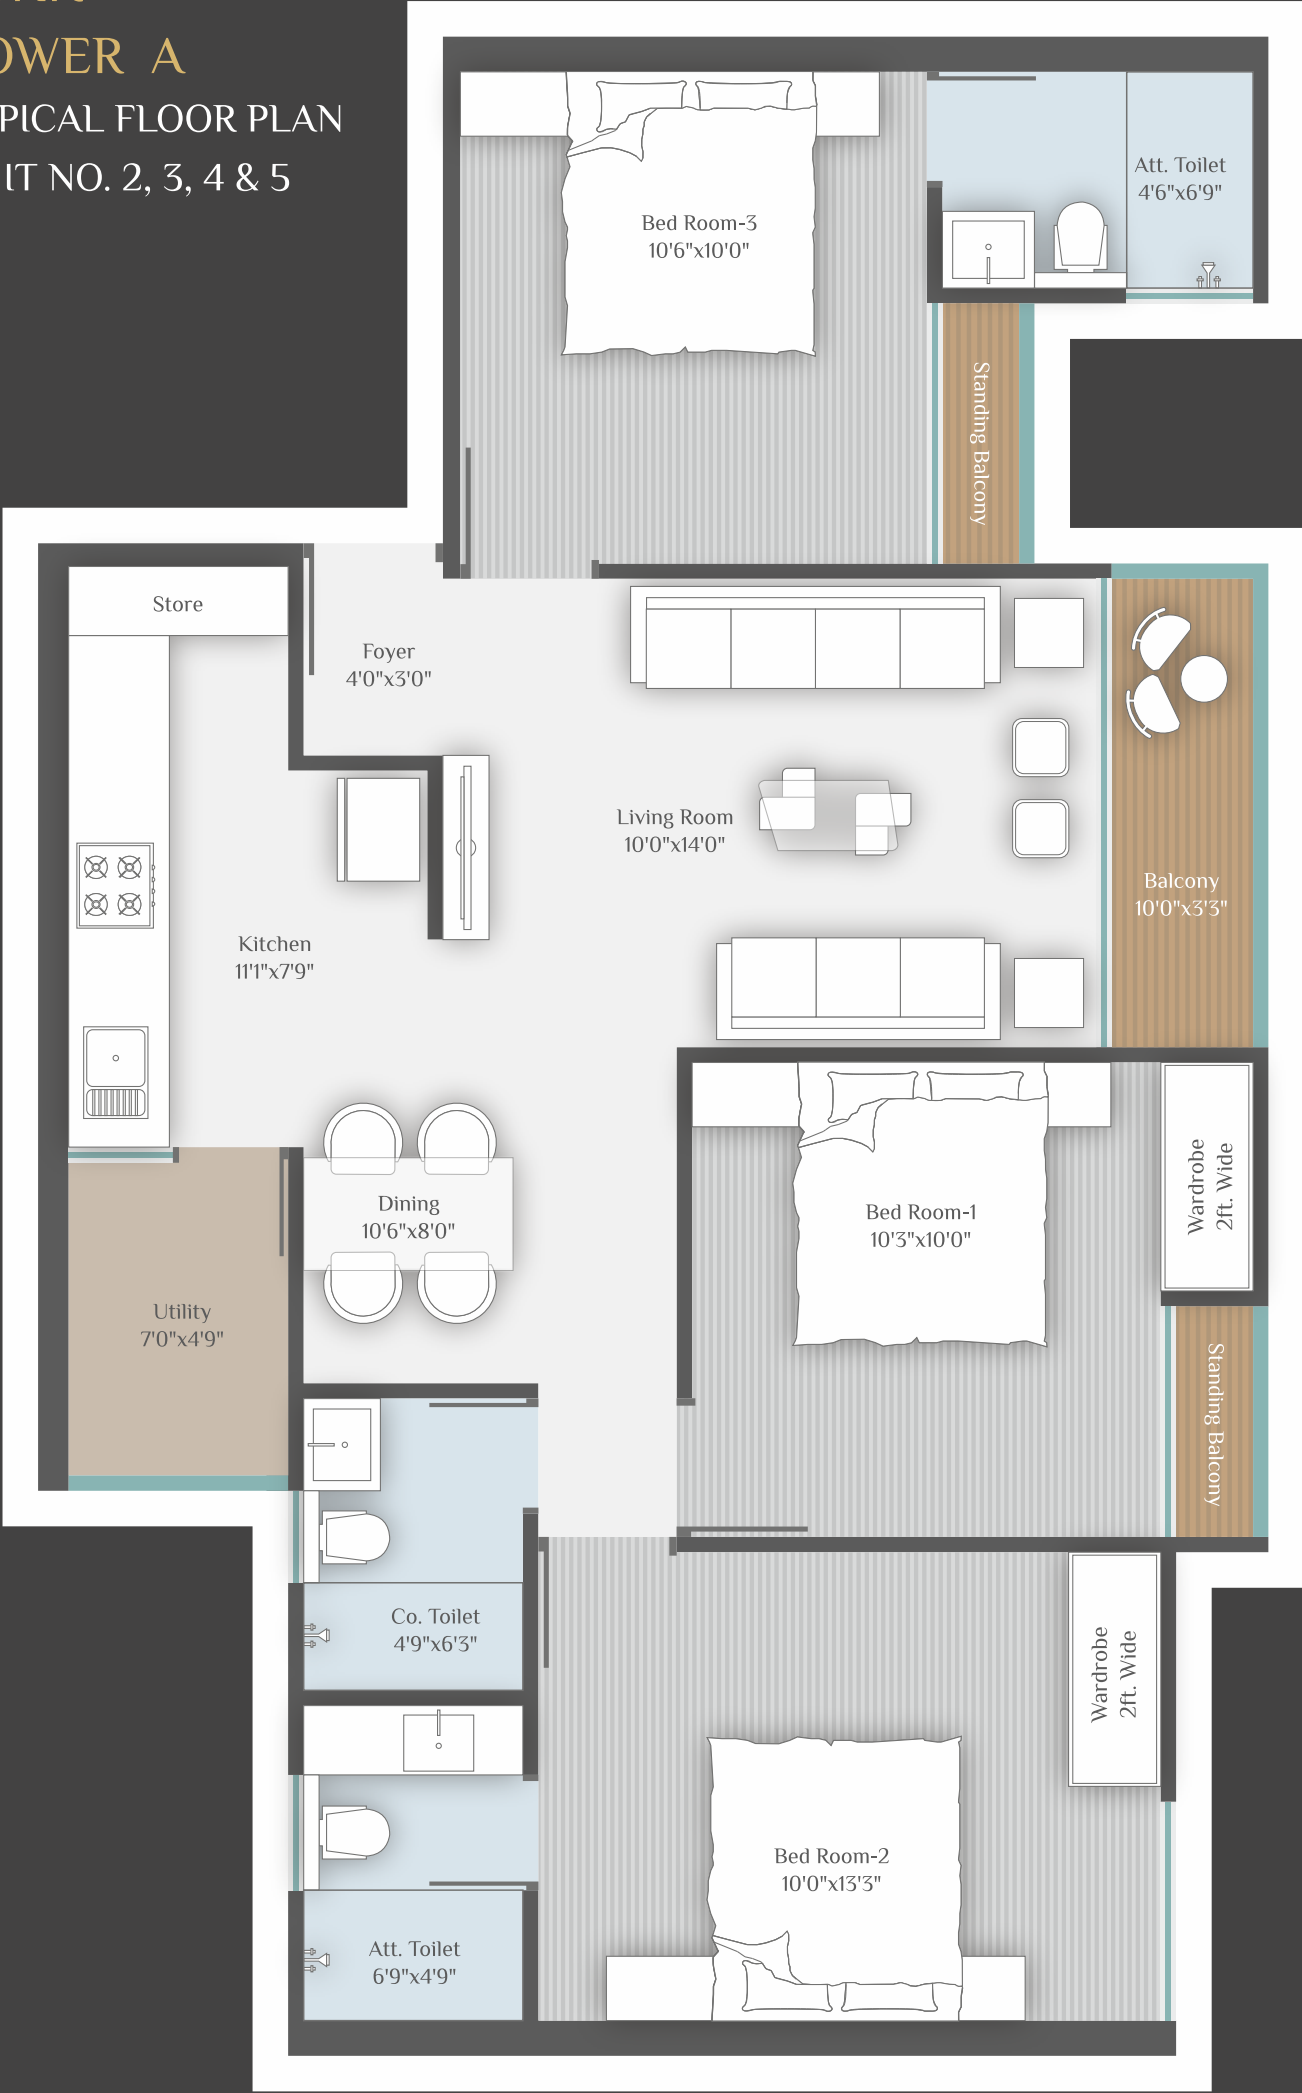 OWER A
PICAL FLOOR PLAN
IT NO. 2, 3, 4 & 5
Bed Room-3
10'6"x10'0"
Att. Toilet
4'6"x6'9"
Standing Balcony
Store
Foyer
4'0"x3'0"
Living Room
10'0"x14'0"
Balcony
10'0"x3'3"
Kitchen
11'1"x7'9"
Dining
10'6"x8'0"
Bed Room-1
10'3"x10'0"
Wardrobe
2ft. Wide
Utility
7'0"x4'9"
Standing Balcony
Co. Toilet
4'9"x6'3"
Wardrobe
2ft. Wide
Bed Room-2
10'0"x13'3"
Att. Toilet
6'9"x4'9"